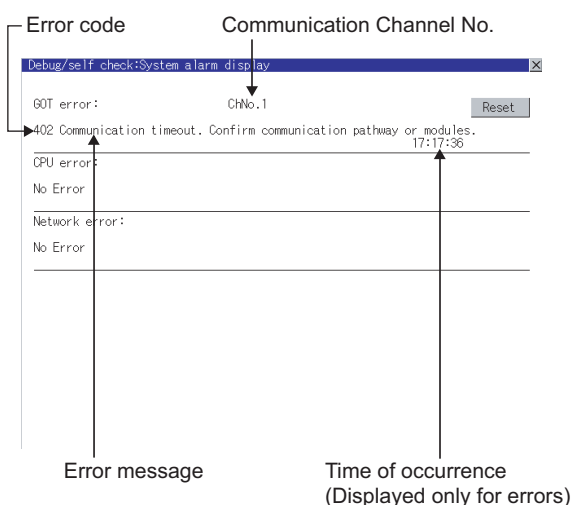 Error code
Communication Channel No.
Debug/self check:System alarm display
GOT error:
ChNo.1
Reset
402 Communication timeout. Confirm communication pathway or modules.
17:17:36
CPU error:
No Error
Network error:
No Error
Error message
Time of occurrence
(Displayed only for errors)